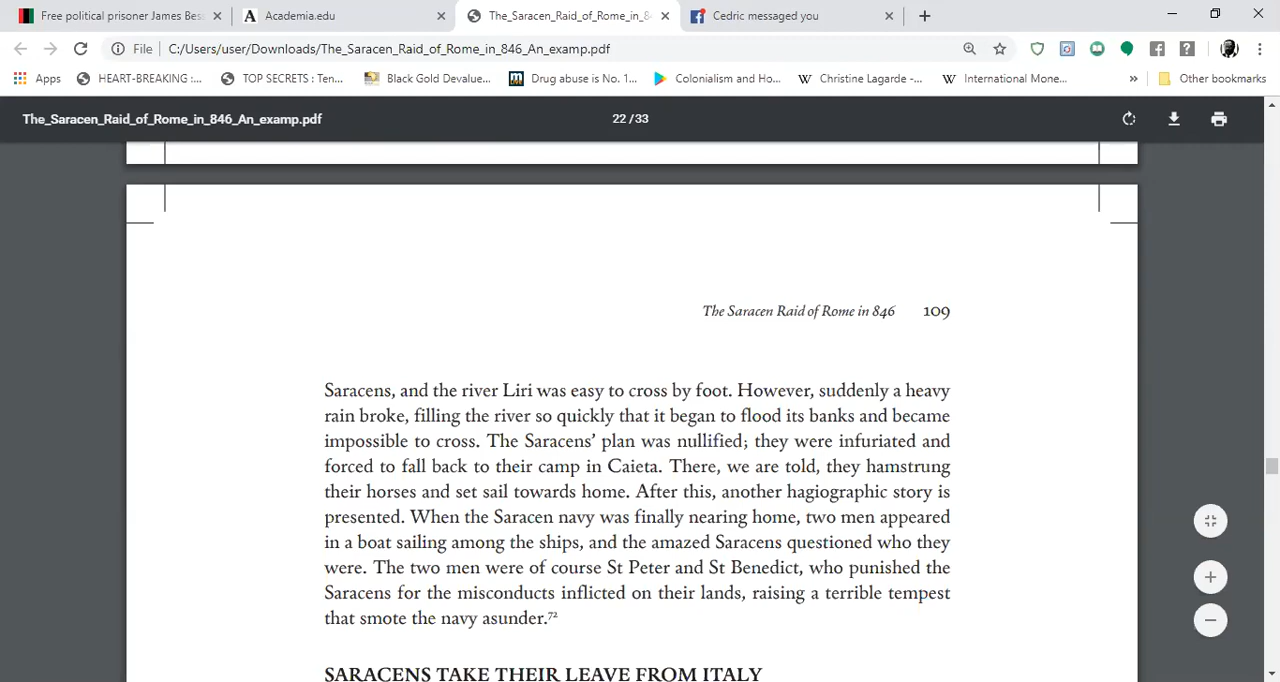 Free political prisoner James Bes
Academia.edu
The_Saracen_Raid_of_Rome_in_8
Cedric messaged you
File
C:/Users/user/Downloads/The_Saracen_Raid_of_Rome_in_846_An_examp.pdf
Apps
HEART-BREAKING :...
TOP SECRETS : Ten...
Black Gold Devalue...
Drug abuse is No. 1...
Colonialism and Ho...
Christine Lagarde -...
International Mone...
»
Other bookmarks
The_Saracen_Raid_of_Rome_in_846_An_examp.pdf
22 / 33
The Saracen Raid of Rome in 846 109
Saracens, and the river Liri was easy to cross by foot. However, suddenly a heavy
rain broke, filling the river so quickly that it began to flood its banks and became
impossible to cross. The Saracens’ plan was nullified; they were infuriated and
forced to fall back to their camp in Caieta. There, we are told, they hamstrung
their horses and set sail towards home. After this, another hagiographic story is
presented. When the Saracen navy was finally nearing home, two men appeared
in a boat sailing among the ships, and the amazed Saracens questioned who they
were. The two men were of course St Peter and St Benedict, who punished the
Saracens for the misconducts inflicted on their lands, raising a terrible tempest
that smote the navy asunder.72
SARACENS TAKE THEIR LEAVE FROM ITALY